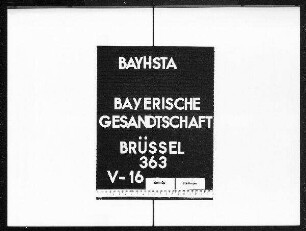 BAYHSTA
BAYERISCHE
GESANDTSCHAFT
BRÜSSEL
363
V-16